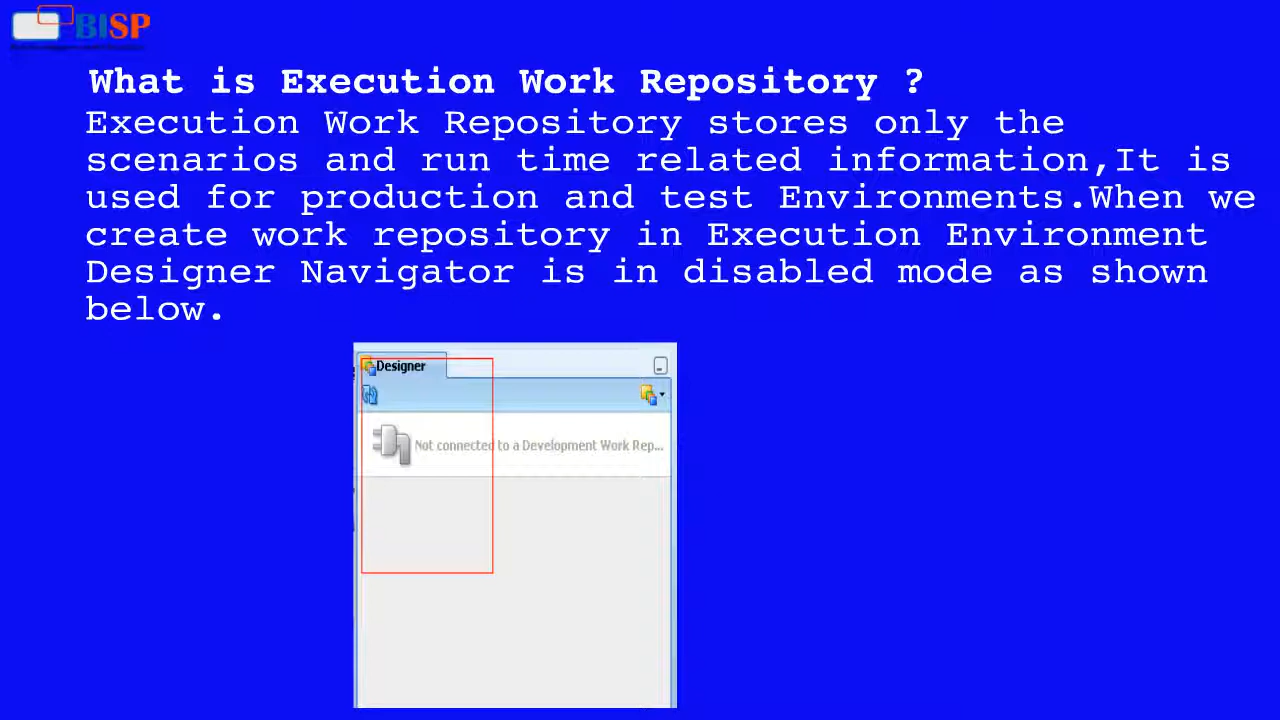 BISP
What is Execution Work Repository ?
Execution Work Repository stores only the
scenarios and run time related information,It is
used for production and test Environments.When we
create work repository in Execution Environment
Designer Navigator is in disabled mode as shown
below.
Designer
Not connected to a Development Work Rep...